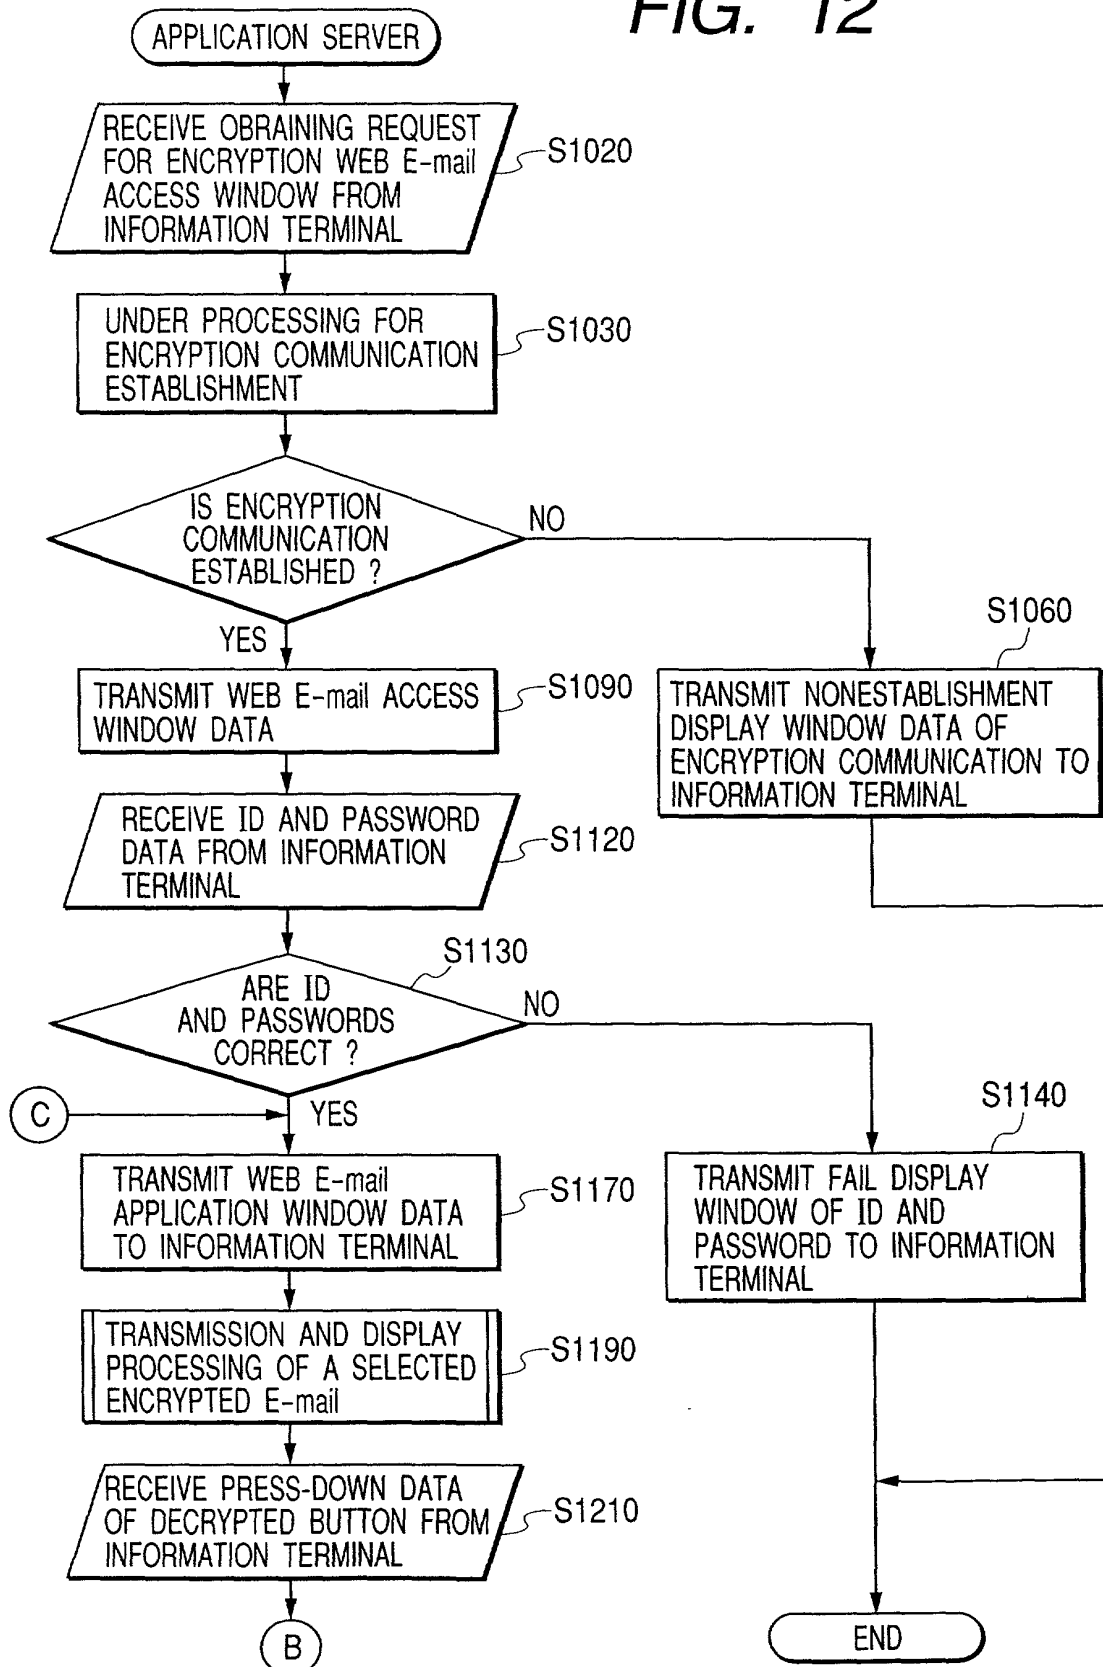 FIG. 12
APPLICATION SERVER
RECEIVE OBRAINING REQUEST
FOR ENCRYPTION WEB E-mail
ACCESS WINDOW FROM
INFORMATION TERMINAL
S1020
UNDER PROCESSING FOR
ENCRYPTION COMMUNICATION
ESTABLISHMENT
S1030
IS ENCRYPTION
COMMUNICATION
ESTABLISHED ?
NO
YES
S1060
TRANSMIT NONESTABLISHMENT
DISPLAY WINDOW DATA OF
ENCRYPTION COMMUNICATION TO
INFORMATION TERMINAL
TRANSMIT WEB E-mail ACCESS
WINDOW DATA
S1090
RECEIVE ID AND PASSWORD
DATA FROM INFORMATION
TERMINAL
S1120
S1130
ARE ID
AND PASSWORDS
CORRECT ?
NO
C
YES
S1140
TRANSMIT FAIL DISPLAY
WINDOW OF ID AND
PASSWORD TO INFORMATION
TERMINAL
TRANSMIT WEB E-mail
APPLICATION WINDOW DATA
TO INFORMATION TERMINAL
S1170
TRANSMISSION AND DISPLAY
PROCESSING OF A SELECTED
ENCRYPTED E-mail
S1190
RECEIVE PRESS-DOWN DATA
OF DECRYPTED BUTTON FROM
INFORMATION TERMINAL
S1210
B
END